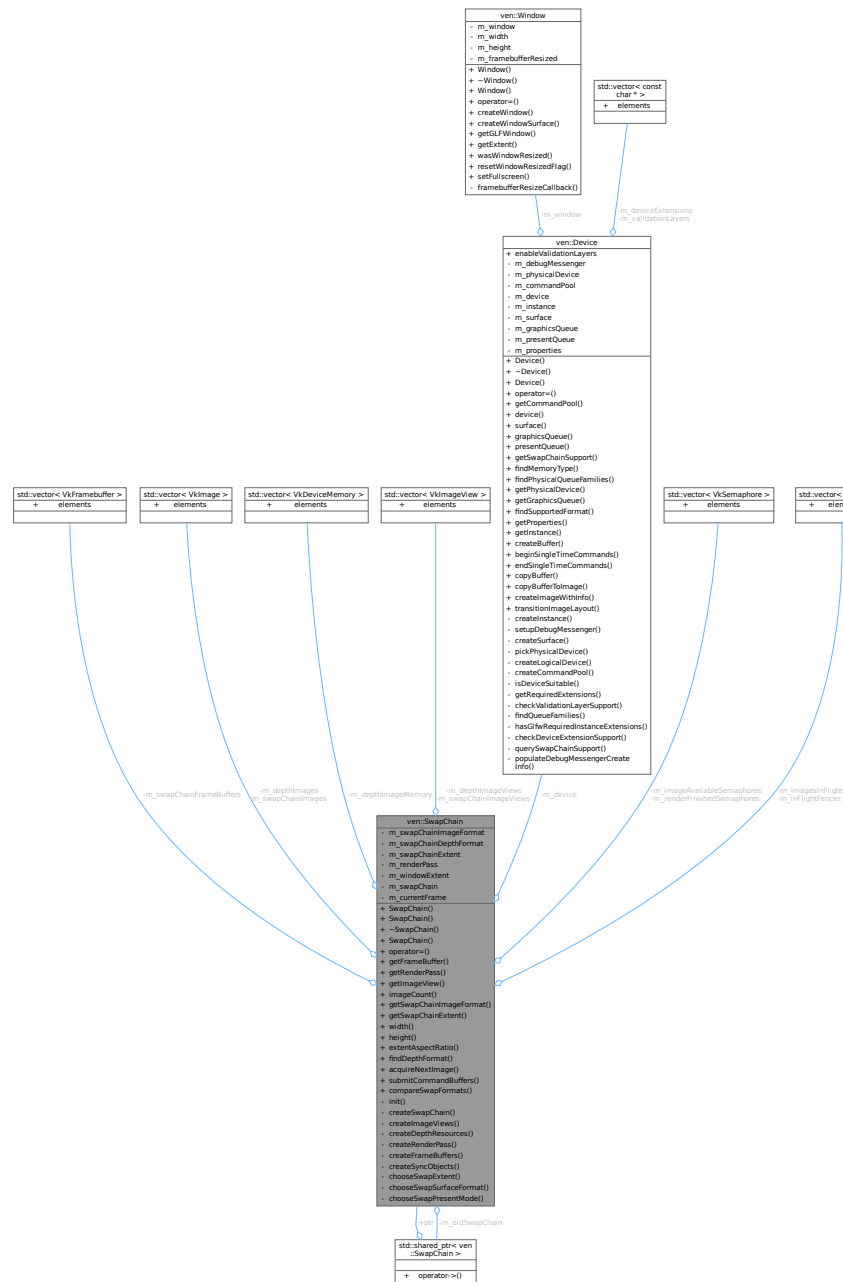 ven::Window
- m_window
- m_width
- m_height
- m_framebufferResized
+ Window()
+ ~Window()
+ Window()
+ operator=()
+ createWindow()
+ createWindowSurface()
+ getGLFWindow()
+ getExtent()
+ wasWindowResized()
+ resetWindowResizedFlag()
+ setFullscreen()
- framebufferResizeCallback()
std::vector< const
char * >
+ elements
-m_window
-m_deviceExtensions
-m_validationLayers
ven::Device
+ enableValidationLayers
- m_debugMessenger
- m_physicalDevice
- m_commandPool
- m_device
- m_instance
- m_surface
- m_graphicsQueue
- m_presentQueue
- m_properties
+ Device()
+ ~Device()
+ Device()
+ operator=()
+ getCommandPool()
+ device()
+ surface()
+ graphicsQueue()
+ presentQueue()
+ getSwapChainSupport()
+ findMemoryType()
+ findPhysicalQueueFamilies()
+ getPhysicalDevice()
+ getGraphicsQueue()
+ findSupportedFormat()
+ getProperties()
+ getInstance()
+ createBuffer()
+ beginSingleTimeCommands()
+ endSingleTimeCommands()
+ copyBuffer()
+ copyBufferToImage()
+ createImageWithInfo()
+ transitionImageLayout()
- createInstance()
- setupDebugMessenger()
- createSurface()
- pickPhysicalDevice()
- createLogicalDevice()
- createCommandPool()
- isDeviceSuitable()
- getRequiredExtensions()
- checkValidationLayerSupport()
- findQueueFamilies()
- hasGlfwRequiredInstanceExtensions()
- checkDeviceExtensionSupport()
- querySwapChainSupport()
- populateDebugMessengerCreate
Info()
std::vector< VkFramebuffer >
+ elements
std::vector< VkImage >
+ elements
std::vector< VkDeviceMemory >
+ elements
std::vector< VkImageView >
+ elements
std::vector< VkSemaphore >
+ elements
std::vector<
+ elem
-m_swapChainFrameBuffers
-m_depthImages
-m_swapChainImages
-m_depthImageMemory
-m_depthImageViews
-m_swapChainImageViews
-m_device
-m_imageAvailableSemaphores
-m_renderFinishedSemaphores
-m_imagesInFlight
-m_inFlightFences
ven::SwapChain
- m_swapChainImageFormat
- m_swapChainDepthFormat
- m_swapChainExtent
- m_renderPass
- m_windowExtent
- m_swapChain
- m_currentFrame
+ SwapChain()
+ SwapChain()
+ ~SwapChain()
+ SwapChain()
+ operator=()
+ getFrameBuffer()
+ getRenderPass()
+ getImageView()
+ imageCount()
+ getSwapChainImageFormat()
+ getSwapChainExtent()
+ width()
+ height()
+ extentAspectRatio()
+ findDepthFormat()
+ acquireNextImage()
+ submitCommandBuffers()
+ compareSwapFormats()
- init()
- createSwapChain()
- createImageViews()
- createDepthResources()
- createRenderPass()
- createFrameBuffers()
- createSyncObjects()
- chooseSwapExtent()
- chooseSwapSurfaceFormat()
- chooseSwapPresentMode()
+ptr
-m_oldSwapChain
std::shared_ptr< ven
::SwapChain >
+ operator->()